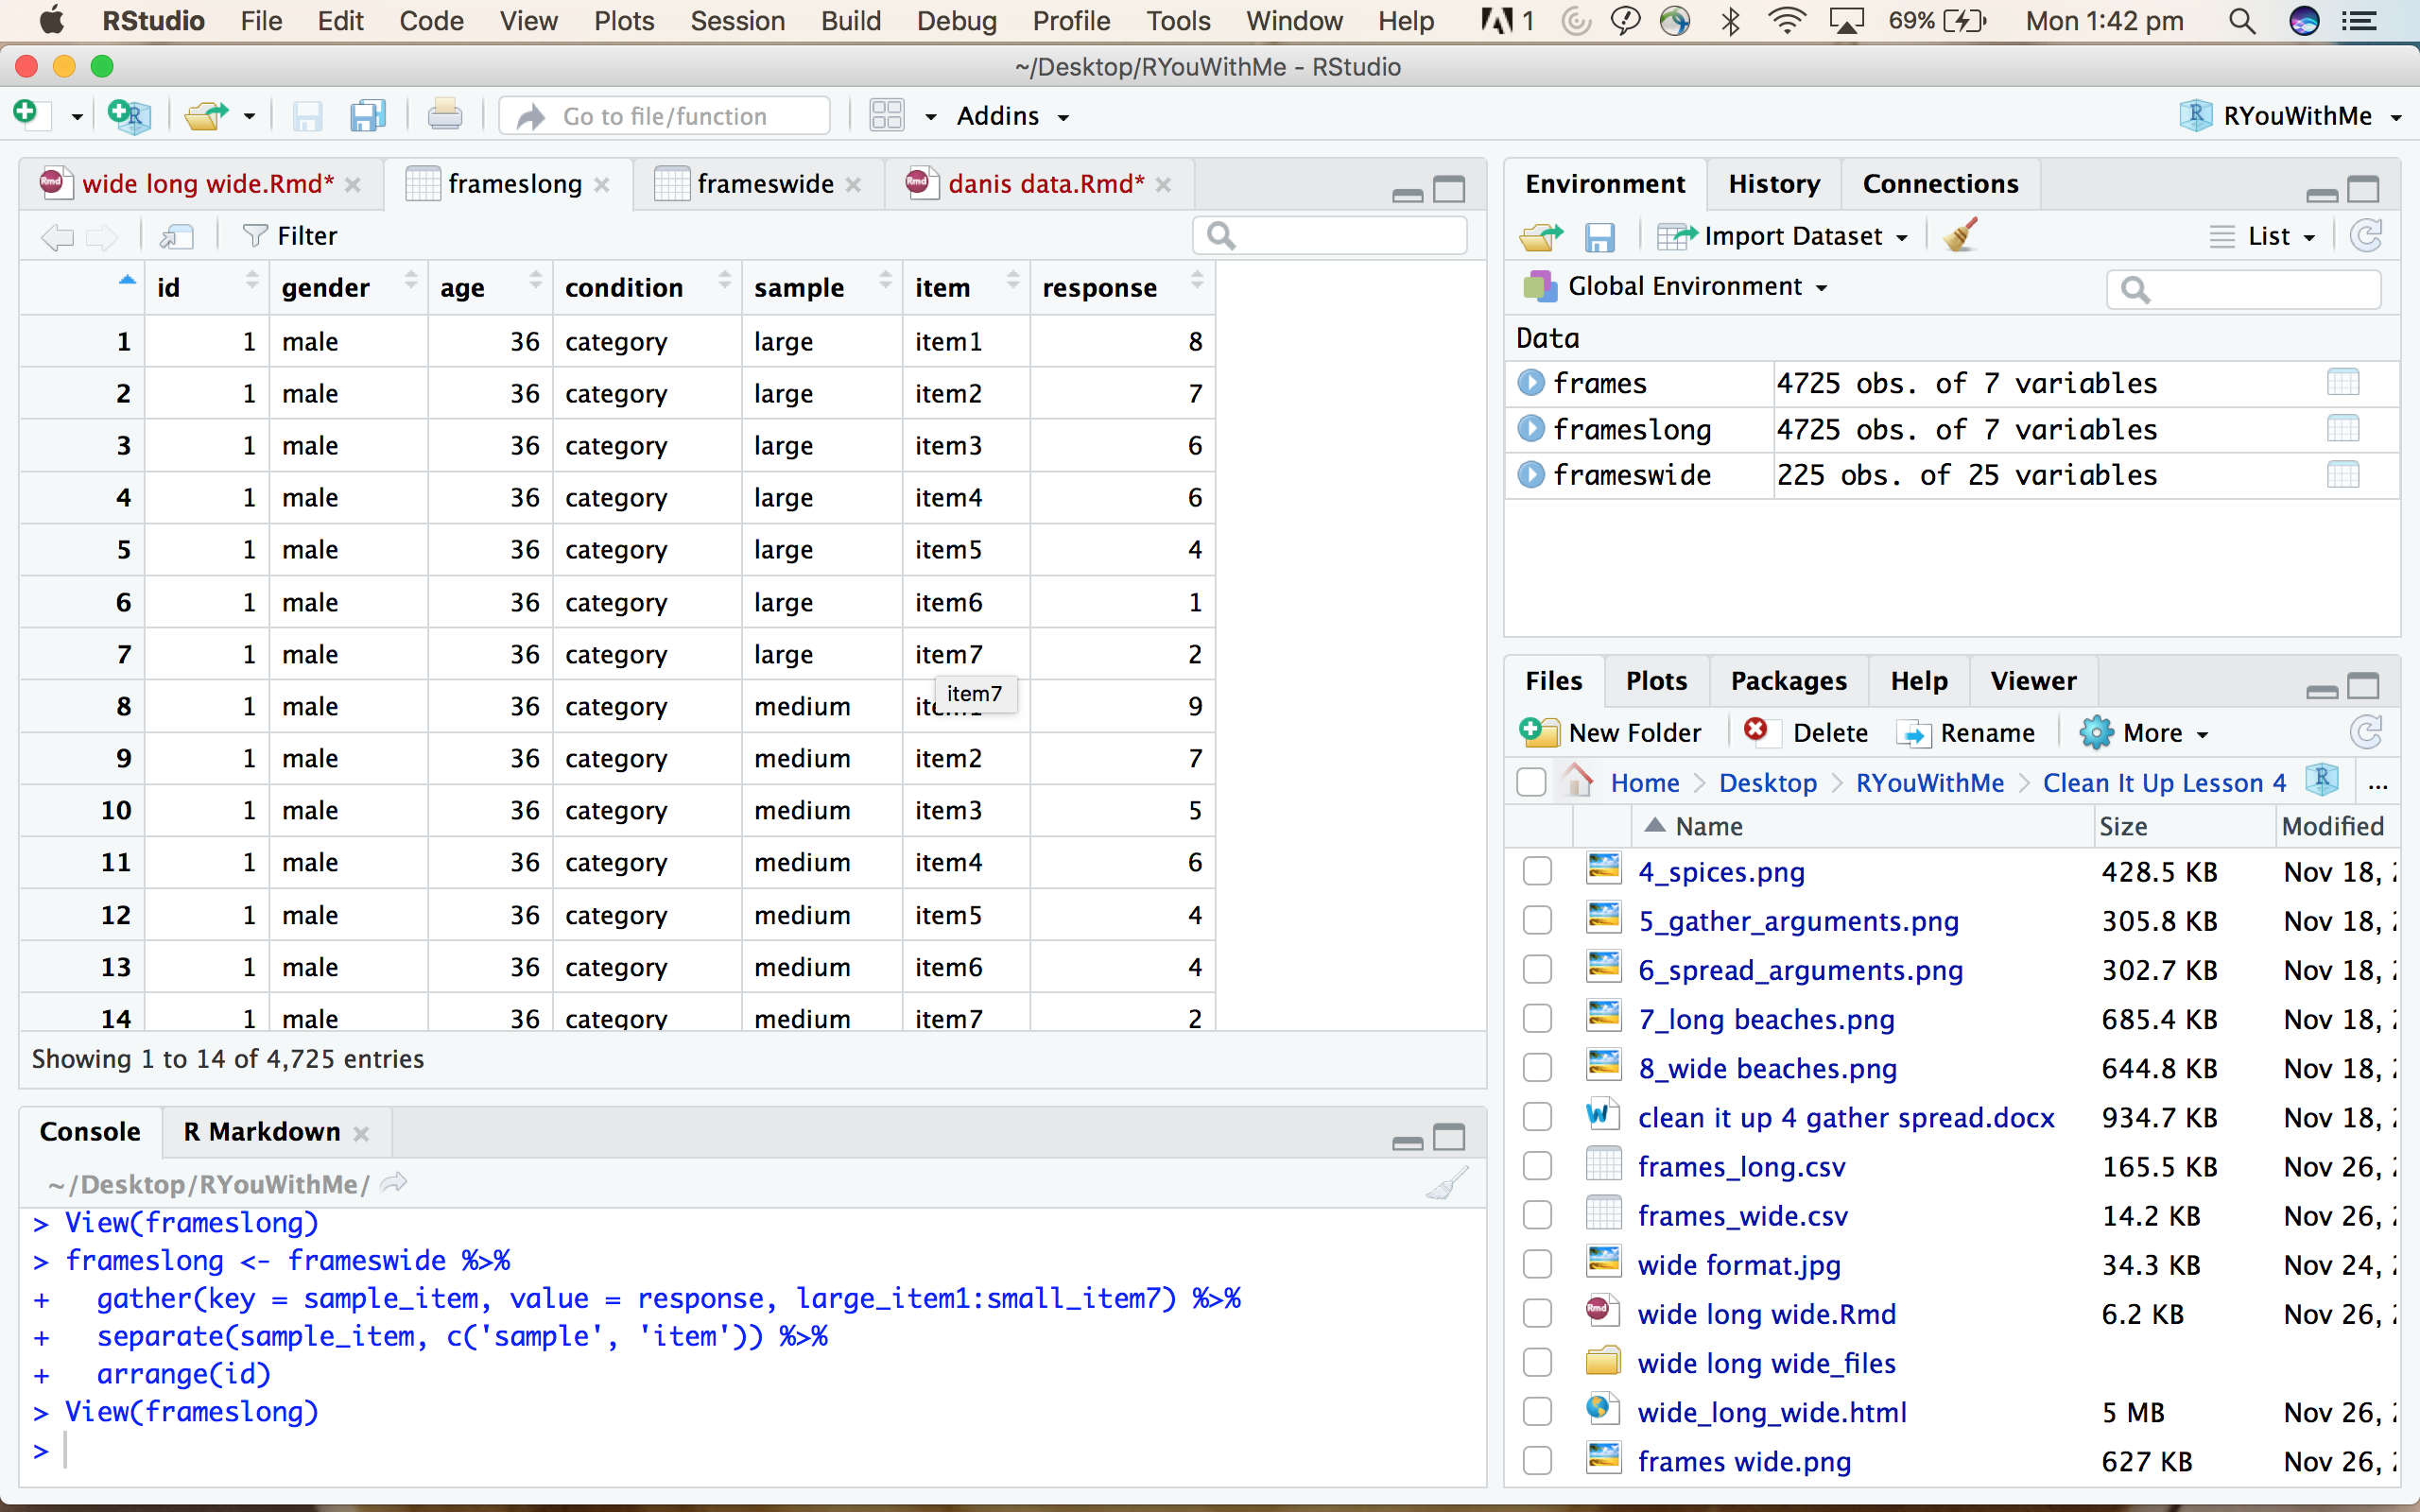 RStudio File Edit Code View Plots Session Build Debug Profile Tools Window Help 1 69% Mon 1:42 pm
~/Desktop/RYouWithMe - RStudio
Go to file/function Addins RYouWithMe
wide long wide.Rmd* frameslong frameswide danis data.Rmd*
Filter
id gender age condition sample item response
1 1 male 36 category large item1 8
2 1 male 36 category large item2 7
3 1 male 36 category large item3 6
4 1 male 36 category large item4 6
5 1 male 36 category large item5 4
6 1 male 36 category large item6 1
7 1 male 36 category large item7 2
item7
8 1 male 36 category medium 9
9 1 male 36 category medium item2 7
10 1 male 36 category medium item3 5
11 1 male 36 category medium item4 6
12 1 male 36 category medium item5 4
13 1 male 36 category medium item6 4
14 1 male 36 category medium item7 2
Showing 1 to 14 of 4,725 entries
Console R Markdown
~/Desktop/RYouWithMe/
> View(frameslong)
> frameslong <- frameswide %>%
+ gather(key = sample_item, value = response, large_item1:small_item7) %>%
+ separate(sample_item, c('sample', 'item')) %>%
+ arrange(id)
> View(frameslong)
>
Environment History Connections
Import Dataset List
Global Environment
Data
frames 4725 obs. of 7 variables
frameslong 4725 obs. of 7 variables
frameswide 225 obs. of 25 variables
Files Plots Packages Help Viewer
New Folder Delete Rename More
Home > Desktop > RYouWithMe > Clean It Up Lesson 4 R ...
Name Size Modified
4_spices.png 428.5 KB Nov 18,
5_gather_arguments.png 305.8 KB Nov 18,
6_spread_arguments.png 302.7 KB Nov 18,
7_long beaches.png 685.4 KB Nov 18,
8_wide beaches.png 644.8 KB Nov 18,
clean it up 4 gather spread.docx 934.7 KB Nov 18,
frames_long.csv 165.5 KB Nov 26,
frames_wide.csv 14.2 KB Nov 26,
wide format.jpg 34.3 KB Nov 24,
wide long wide.Rmd 6.2 KB Nov 26,
wide long wide_files
wide_long_wide.html 5 MB Nov 26,
frames wide.png 627 KB Nov 26,